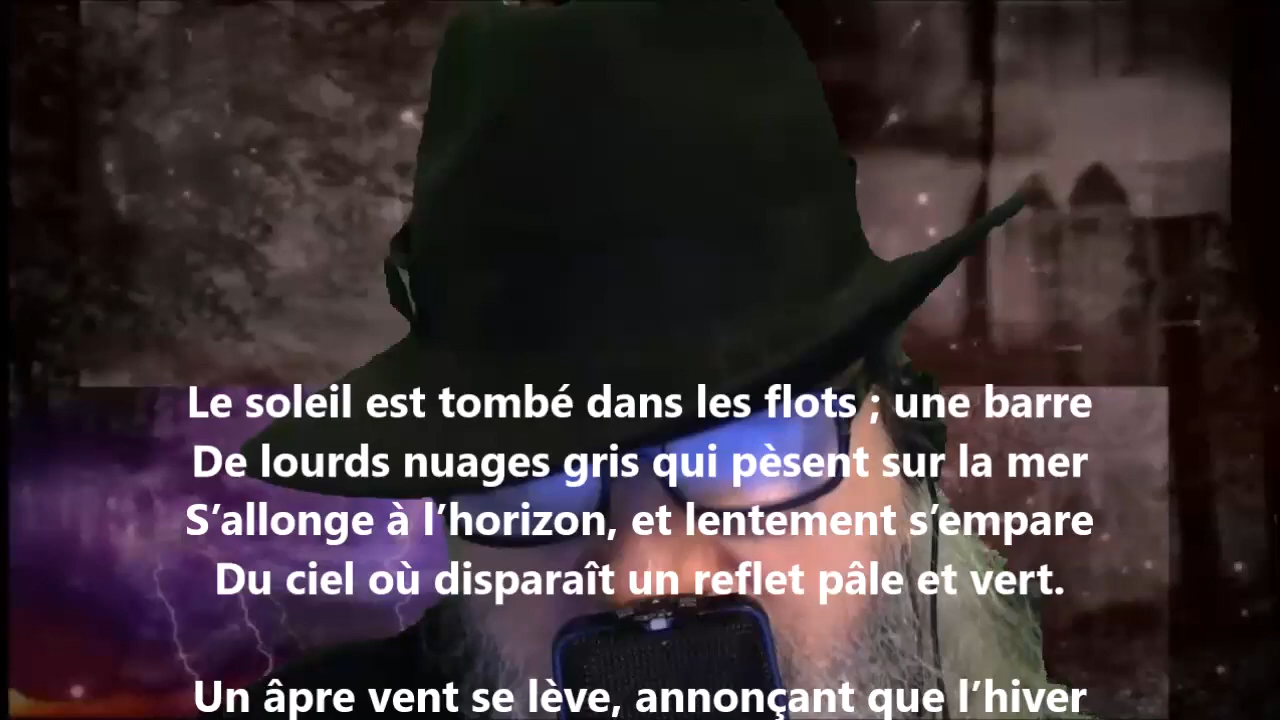 Le soleil est tombé dans les flots ; une barre
De lourds nuages gris qui pèsent sur la mer
S’allonge à l’horizon, et lentement s’empare
Du ciel où disparaît un reflet pâle et vert.
Un âpre vent se lève, annonçant que l’hiver